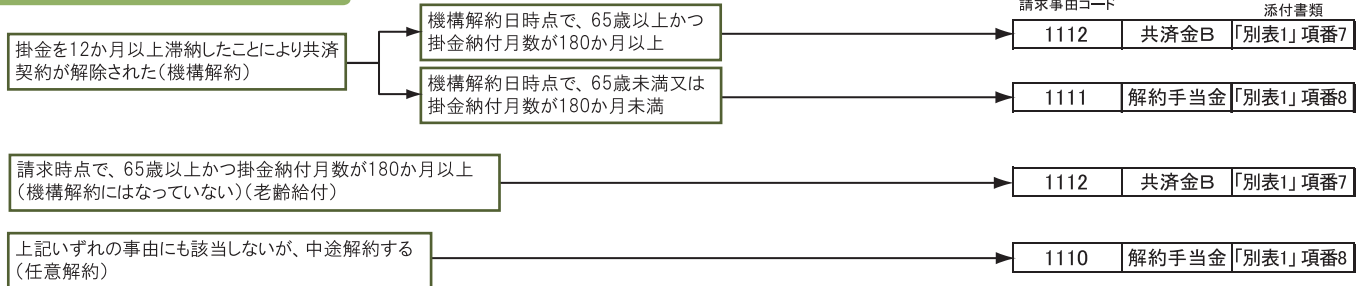 請求事由コード
添付書類
掛金を12か月以上滞納したことにより共済
契約が解除された(機構解約)
機構解約日時点で、65歳以上かつ
掛金納付月数が180か月以上
1112 共済金B 「別表1」項番7
機構解約日時点で、65歳未満又は
掛金納付月数が180か月未満
1111 解約手当金 「別表1」項番8
請求時点で、65歳以上かつ掛金納付月数が180か月以上
(機構解約にはなっていない)(老齢給付)
1112 共済金B 「別表1」項番7
上記いずれの事由にも該当しないが、中途解約する
(任意解約)
1110 解約手当金 「別表1」項番8